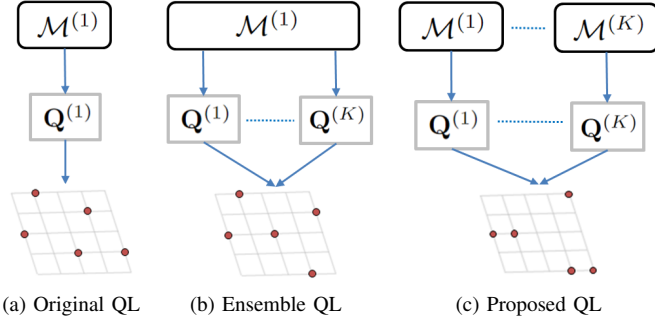 𝓜⁽¹⁾ 𝓜⁽¹⁾ 𝓜⁽¹⁾ 𝓜⁽ᴷ⁾
𝐐⁽¹⁾ 𝐐⁽¹⁾ 𝐐⁽ᴷ⁾ 𝐐⁽¹⁾ 𝐐⁽ᴷ⁾
(a) Original QL (b) Ensemble QL (c) Proposed QL